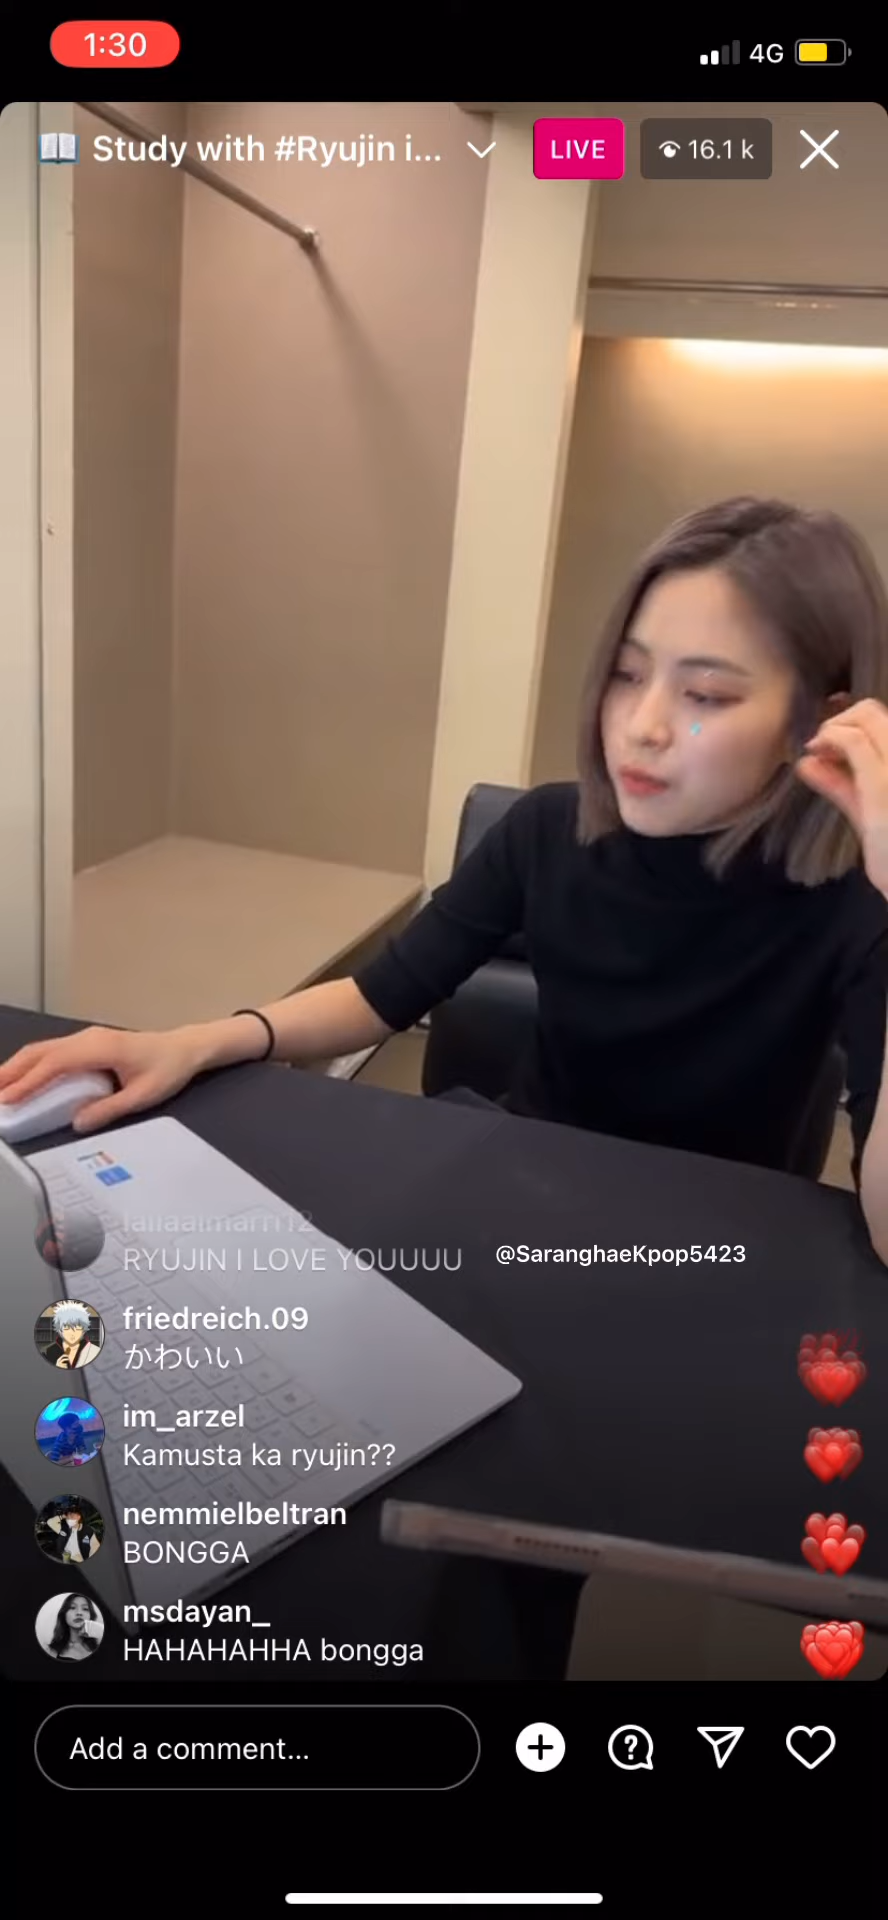 1:30
4G
📖 Study with #Ryujin i...
LIVE
16.1 k
lailaalmarri12
RYUJIN I LOVE YOUUUU
@SaranghaeKpop5423
friedreich.09
かわいい
im_arzel
Kamusta ka ryujin??
nemmielbeltran
BONGGA
msdayan_
HAHAHAHHA bongga
Add a comment...